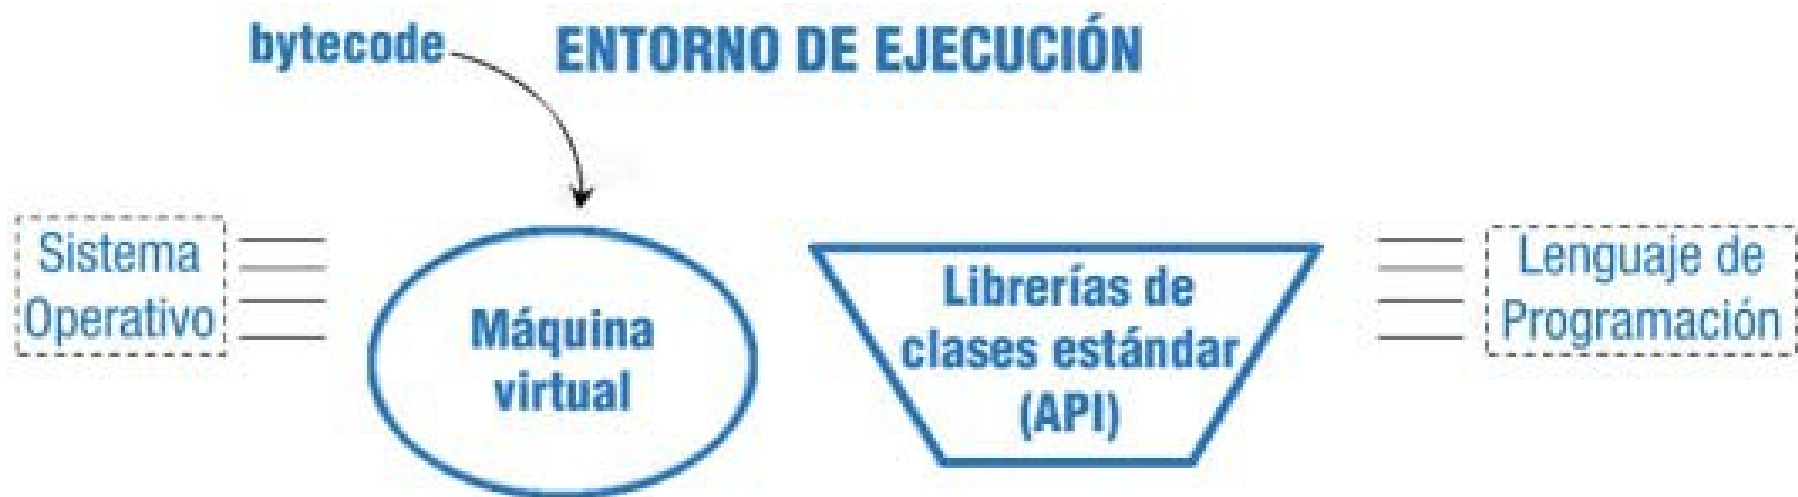 bytecode
ENTORNO DE EJECUCIÓN
Sistema
Operativo
Máquina
virtual
Librerías de
clases estándar
(API)
Lenguaje de
Programación